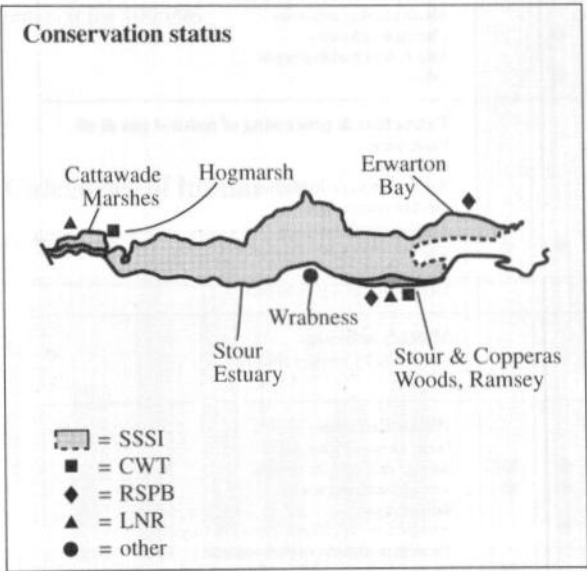 Conservation status
Cattawade
Marshes
Hogmarsh
Erwarton
Bay
Wrabness
Stour
Estuary
Stour & Copperas
Woods, Ramsey
= SSSI
= CWT
= RSPB
= LNR
= other